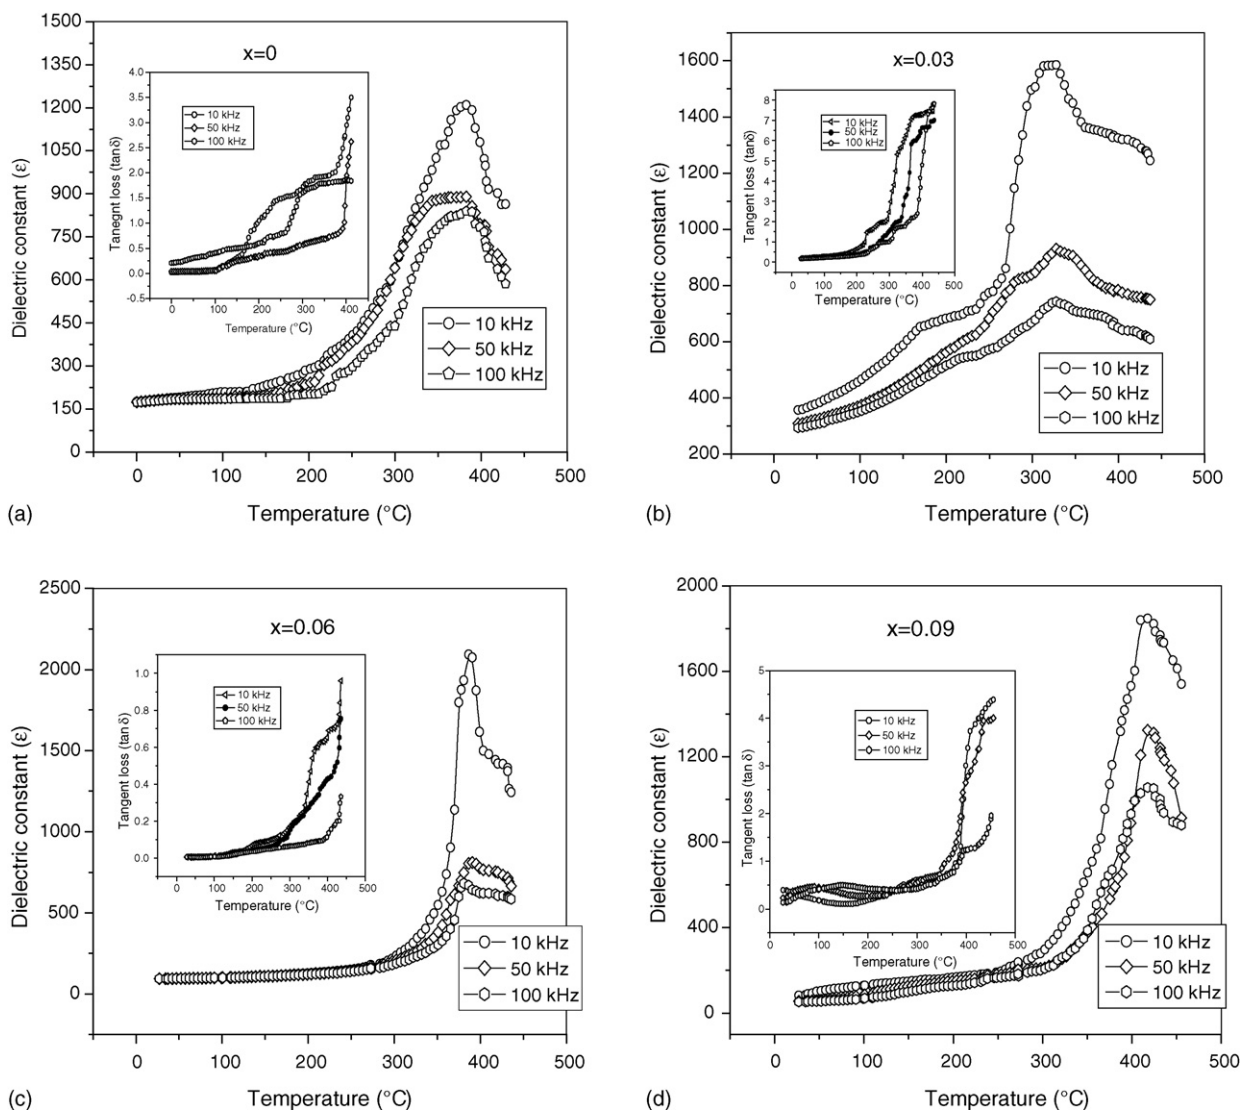 x=0
1500
1350
1200
1050
900
750
600
450
300
150
0
Dielectric constant (ε)
0
100
200
300
400
500
Temperature (°C)
10 kHz
50 kHz
100 kHz
4.0
3.5
3.0
2.5
2.0
1.5
1.0
0.5
0.0
-0.5
Tanegnt loss (tanδ)
10 kHz
50 kHz
100 kHz
0
100
200
300
400
Temperature (°C)
(a)
x=0.03
1600
1400
1200
1000
800
600
400
200
Dielectric constant (ε)
0
100
200
300
400
500
Temperature (°C)
10 kHz
50 kHz
100 kHz
8
7
6
5
4
3
2
1
0
Tangent loss (tanδ)
10 kHz
50 kHz
100 kHz
0
100
200
300
400
500
Temperature (°C)
(b)
x=0.06
2500
2000
1500
1000
500
0
Dielectric constant (ε)
0
100
200
300
400
500
Temperature (°C)
10 kHz
50 kHz
100 kHz
1.0
0.8
0.6
0.4
0.2
0.0
Tangent loss (tan δ)
10 kHz
50 kHz
100 kHz
0
100
200
300
400
500
Temperature (°C)
(c)
x=0.09
2000
1600
1200
800
400
0
Dielectric constant (ε)
0
100
200
300
400
500
Temperature (°C)
10 kHz
50 kHz
100 kHz
5
4
3
2
1
0
Tangent loss (tan δ)
10 kHz
50 kHz
100 kHz
0
100
200
300
400
500
Temperature (°C)
(d)